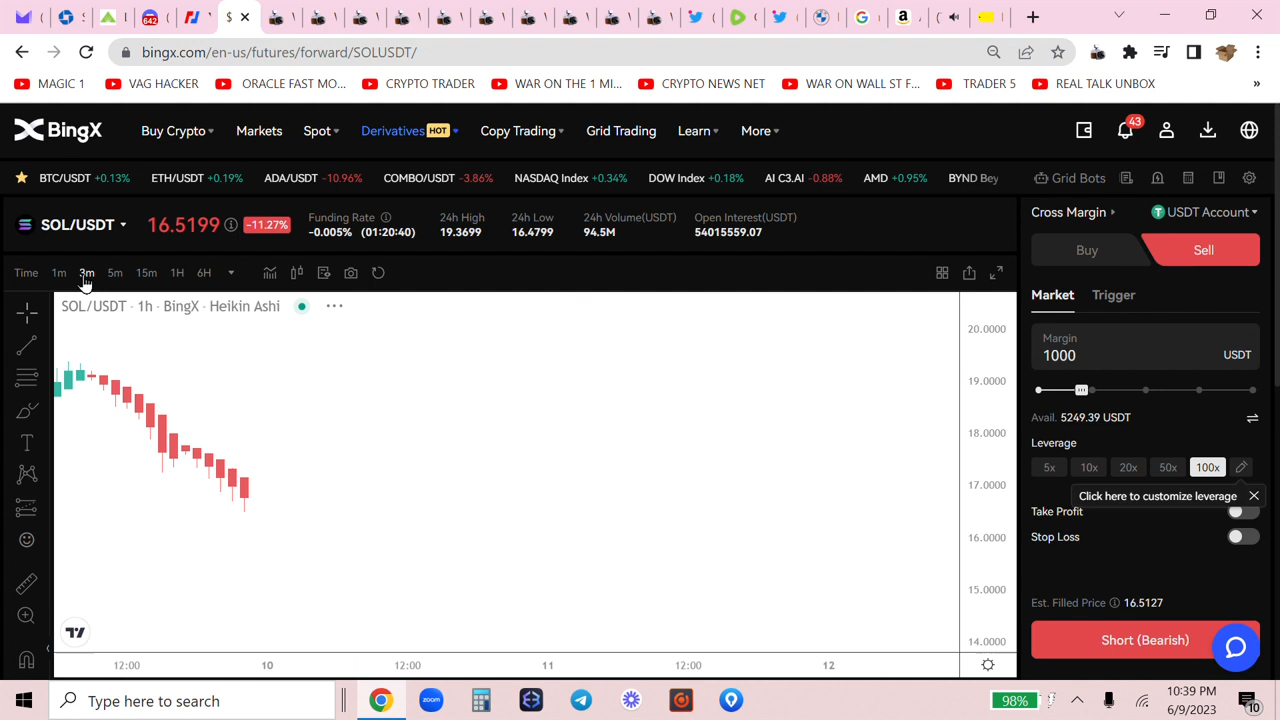 642
$
bingx.com/en-us/futures/forward/SOLUSDT/
MAGIC 1
VAG HACKER
ORACLE FAST MO...
CRYPTO TRADER
WAR ON THE 1 MI...
CRYPTO NEWS NET
WAR ON WALL ST F...
TRADER 5
REAL TALK UNBOX
»
BingX
Buy Crypto
Markets
Spot
Derivatives HOT
Copy Trading
Grid Trading
Learn
More
43
BTC/USDT +0.13%
ETH/USDT +0.19%
ADA/USDT -10.96%
COMBO/USDT -3.86%
NASDAQ Index +0.34%
DOW Index +0.18%
AI C3.AI -0.88%
AMD +0.95%
BYND Bey
Grid Bots
SOL/USDT
16.5199
-11.27%
Funding Rate
-0.005% (01:20:40)
24h High
19.3699
24h Low
16.4799
24h Volume(USDT)
94.5M
Open Interest(USDT)
54015559.07
Cross Margin
USDT Account
Buy
Sell
Time 1m 3m 5m 15m 1H 6H
SOL/USDT · 1h · BingX · Heikin Ashi
20.0000
19.0000
18.0000
17.0000
16.0000
15.0000
14.0000
12:00 10 12:00 11 12:00 12
Market
Trigger
Margin
1000 USDT
Avail. 5249.39 USDT
Leverage
5x 10x 20x 50x 100x
Click here to customize leverage
Take Profit
Stop Loss
Est. Filled Price 16.5127
Short (Bearish)
Type here to search
zoom
98%
10:39 PM
6/9/2023
10